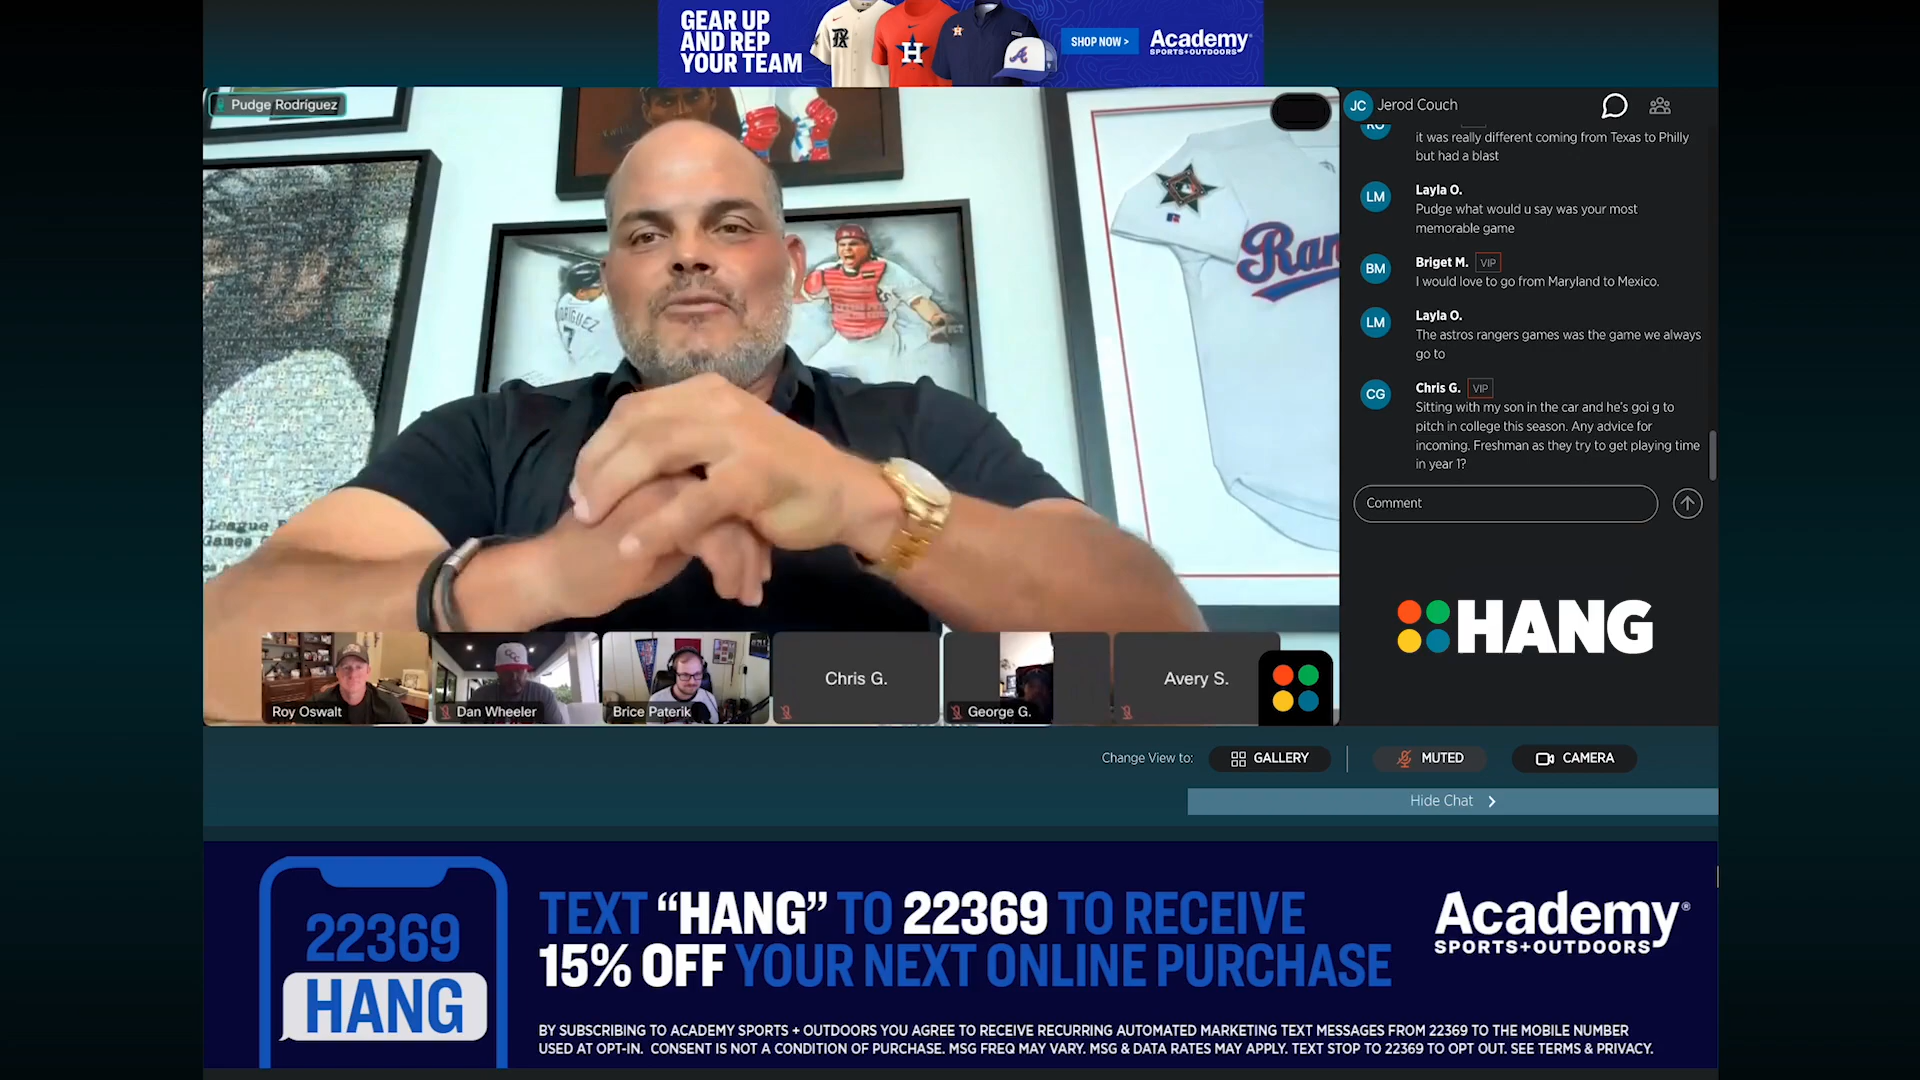 GEAR UP
AND REP
YOUR TEAM
H
A
SHOP NOW >
Academy
SPORTS+OUTDOORS
Pudge Rodríguez
JC Jerod Couch
it was really different coming from Texas to Philly
but had a blast
LM Layla O.
Pudge what would u say was your most
memorable game
BM Briget M. VIP
I would love to go from Maryland to Mexico.
LM Layla O.
The astros rangers games was the game we always
go to
CG Chris G. VIP
Sitting with my son in the car and he's goi g to
pitch in college this season. Any advice for
incoming. Freshman as they try to get playing time
in year 1?
Comment
HANG
Ran
7
Roy Oswalt
Dan Wheeler
Brice Paterik
Chris G.
George G.
Avery S.
Change View to:
GALLERY
MUTED
CAMERA
Hide Chat
22369
HANG
TEXT “HANG” TO 22369 TO RECEIVE
15% OFF YOUR NEXT ONLINE PURCHASE
Academy®
SPORTS+OUTDOORS
BY SUBSCRIBING TO ACADEMY SPORTS + OUTDOORS YOU AGREE TO RECEIVE RECURRING AUTOMATED MARKETING TEXT MESSAGES FROM 22369 TO THE MOBILE NUMBER
USED AT OPT-IN. CONSENT IS NOT A CONDITION OF PURCHASE. MSG FREQ MAY VARY. MSG & DATA RATES MAY APPLY. TEXT STOP TO 22369 TO OPT OUT. SEE TERMS & PRIVACY.